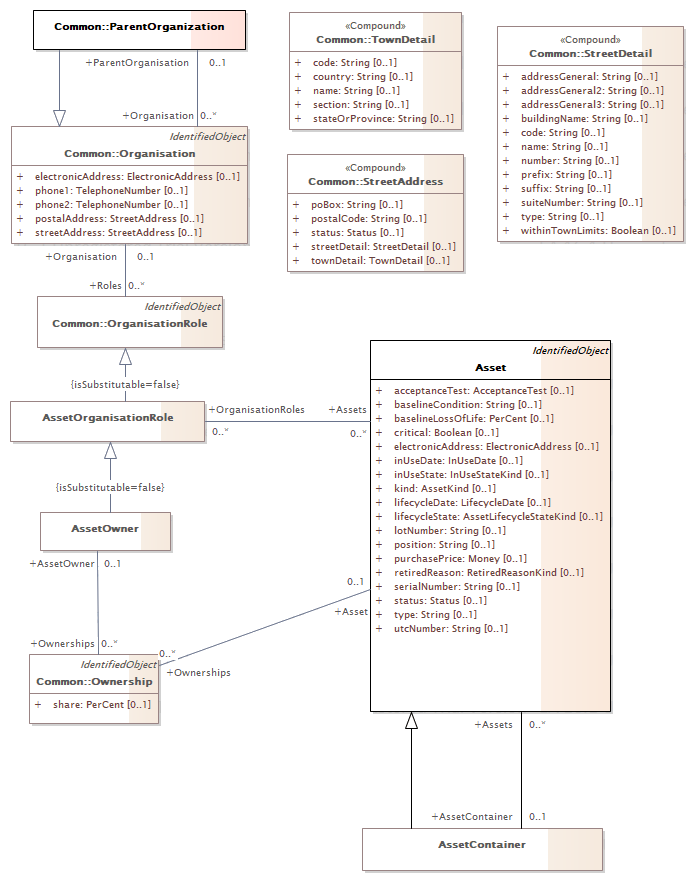 Common::ParentOrganization
+ParentOrganisation 0..1
+Organisation 0..*
IdentifiedObject
Common::Organisation
+ electronicAddress: ElectronicAddress [0..1]
+ phone1: TelephoneNumber [0..1]
+ phone2: TelephoneNumber [0..1]
+ postalAddress: StreetAddress [0..1]
+ streetAddress: StreetAddress [0..1]
+Organisation 0..1
+Roles 0..*
IdentifiedObject
Common::OrganisationRole
{isSubstitutable=false}
AssetOrganisationRole
+OrganisationRoles +Assets
0..* 0..*
{isSubstitutable=false}
AssetOwner
+AssetOwner 0..1
+Ownerships 0..*
IdentifiedObject
Common::Ownership
+ share: PerCent [0..1]
0..*
+Ownerships
0..1
+Asset
«Compound»
Common::TownDetail
+ code: String [0..1]
+ country: String [0..1]
+ name: String [0..1]
+ section: String [0..1]
+ stateOrProvince: String [0..1]
«Compound»
Common::StreetAddress
+ poBox: String [0..1]
+ postalCode: String [0..1]
+ status: Status [0..1]
+ streetDetail: StreetDetail [0..1]
+ townDetail: TownDetail [0..1]
«Compound»
Common::StreetDetail
+ addressGeneral: String [0..1]
+ addressGeneral2: String [0..1]
+ addressGeneral3: String [0..1]
+ buildingName: String [0..1]
+ code: String [0..1]
+ name: String [0..1]
+ number: String [0..1]
+ prefix: String [0..1]
+ suffix: String [0..1]
+ suiteNumber: String [0..1]
+ type: String [0..1]
+ withinTownLimits: Boolean [0..1]
IdentifiedObject
Asset
+ acceptanceTest: AcceptanceTest [0..1]
+ baselineCondition: String [0..1]
+ baselineLossOfLife: PerCent [0..1]
+ critical: Boolean [0..1]
+ electronicAddress: ElectronicAddress [0..1]
+ inUseDate: InUseDate [0..1]
+ inUseState: InUseStateKind [0..1]
+ kind: AssetKind [0..1]
+ lifecycleDate: LifecycleDate [0..1]
+ lifecycleState: AssetLifecycleStateKind [0..1]
+ lotNumber: String [0..1]
+ position: String [0..1]
+ purchasePrice: Money [0..1]
+ retiredReason: RetiredReasonKind [0..1]
+ serialNumber: String [0..1]
+ status: Status [0..1]
+ type: String [0..1]
+ utcNumber: String [0..1]
+Assets 0..*
+AssetContainer 0..1
AssetContainer